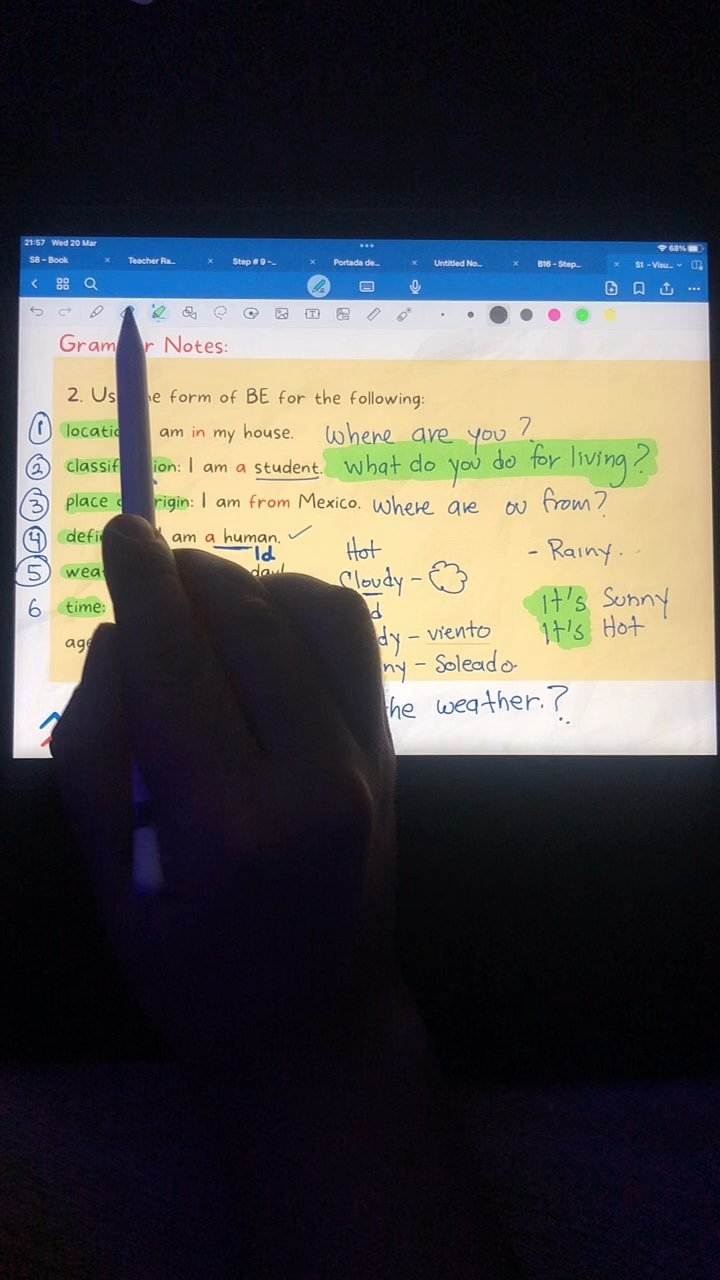 21:57 Wed 20 Mar
68%
S8 - Book
Teacher Ra...
Step # 9 -...
Portada de...
Untitled No...
B16 - Step...
S1 - Visu...
Gram r Notes:
2. Us e form of BE for the following:
1 locati am in my house. Where are you?
2 classif ion: I am a student. What do you do for living?
3 place rigin: I am from Mexico. Where are ou from?
4 defi am a human. ✓
ld
Hot
- Rainy.
5 wea day!
Cloudy -
6 time:
d
It's Sunny
ag
dy - viento
It's Hot
ny - Soleado
he weather.?